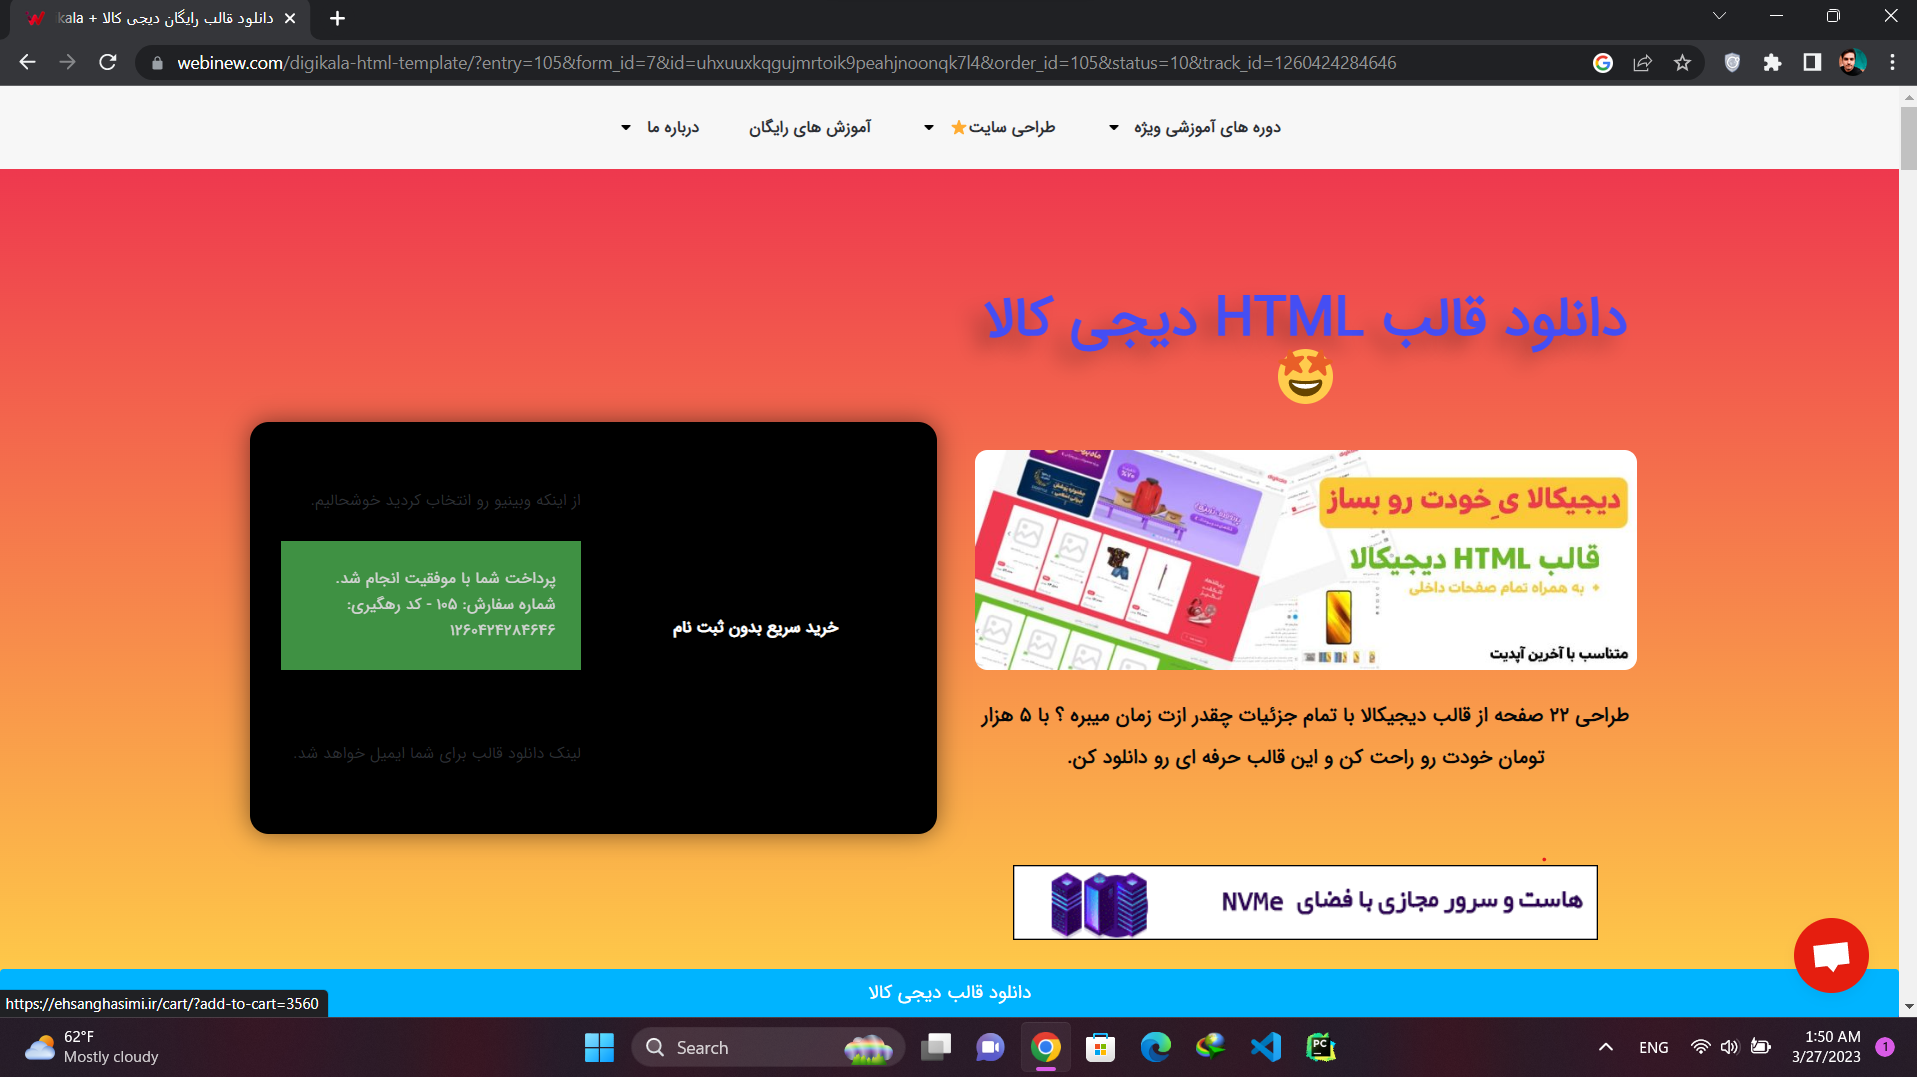 دانلود قالب رایگان دیجی کالا + kala
webinew.com/digikala-html-template/?entry=105&form_id=7&id=uhxuuxkqgujmrtoik9peahjnoonqk7l4&order_id=105&status=10&track_id=1260424284646
دوره های آموزشی ویژه
طراحی سایت⭐
آموزش های رایگان
درباره ما
دانلود قالب HTML دیجی کالا
🤩
از اینکه وبینیو رو انتخاب کردید خوشحالیم.
پرداخت شما با موفقیت انجام شد.
شماره سفارش: ۱۰۵ - کد رهگیری:
۱۲۶۰۴۲۴۲۸۴۶۴۶
خرید سریع بدون ثبت نام
لینک دانلود قالب برای شما ایمیل خواهد شد.
دیجیکالا یِ خودت رو بساز
قالب HTML دیجیکالا
+ به همراه تمام صفحات داخلی
متناسب با آخرین آپدیت
طراحی ۲۲ صفحه از قالب دیجیکالا با تمام جزئیات چقدر ازت زمان میبره ؟ با ۵ هزار
تومان خودت رو راحت کن و این قالب حرفه ای رو دانلود کن.
هاست و سرور مجازی با فضای NVMe
دانلود قالب دیجی کالا
https://ehsanghasimi.ir/cart/?add-to-cart=3560
62°F
Mostly cloudy
Search
PC
ENG
1:50 AM
3/27/2023
1